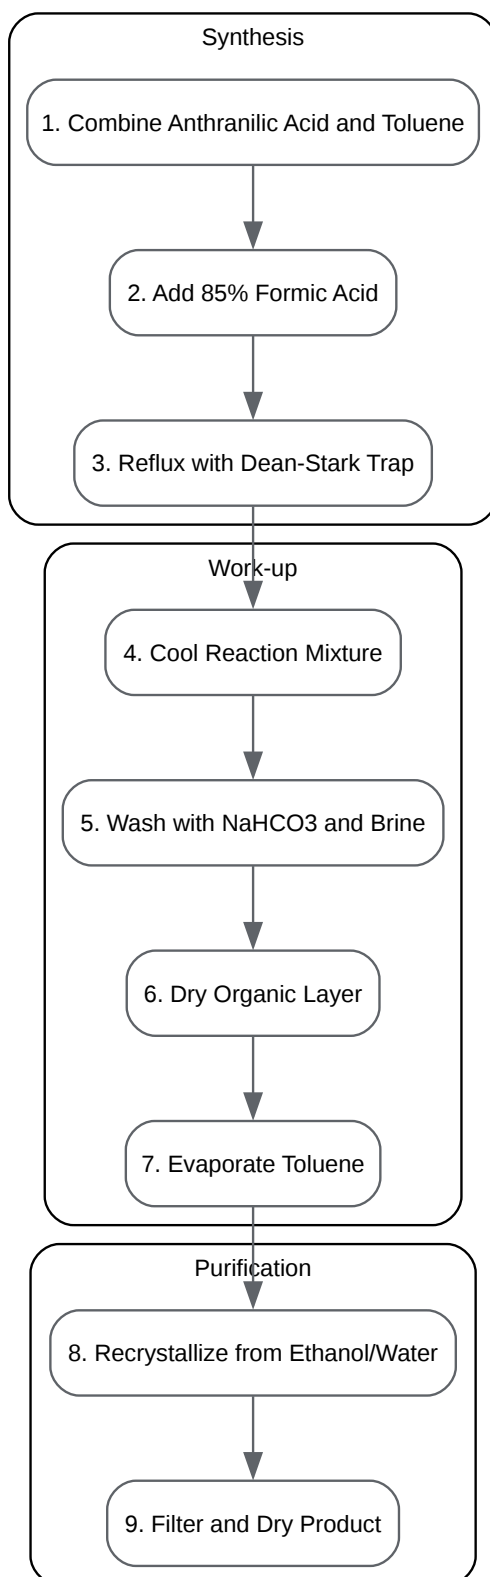 Synthesis
1. Combine Anthranilic Acid and Toluene
2. Add 85% Formic Acid
3. Reflux with Dean-Stark Trap
Work-up
4. Cool Reaction Mixture
5. Wash with NaHCO3 and Brine
6. Dry Organic Layer
7. Evaporate Toluene
Purification
8. Recrystallize from Ethanol/Water
9. Filter and Dry Product